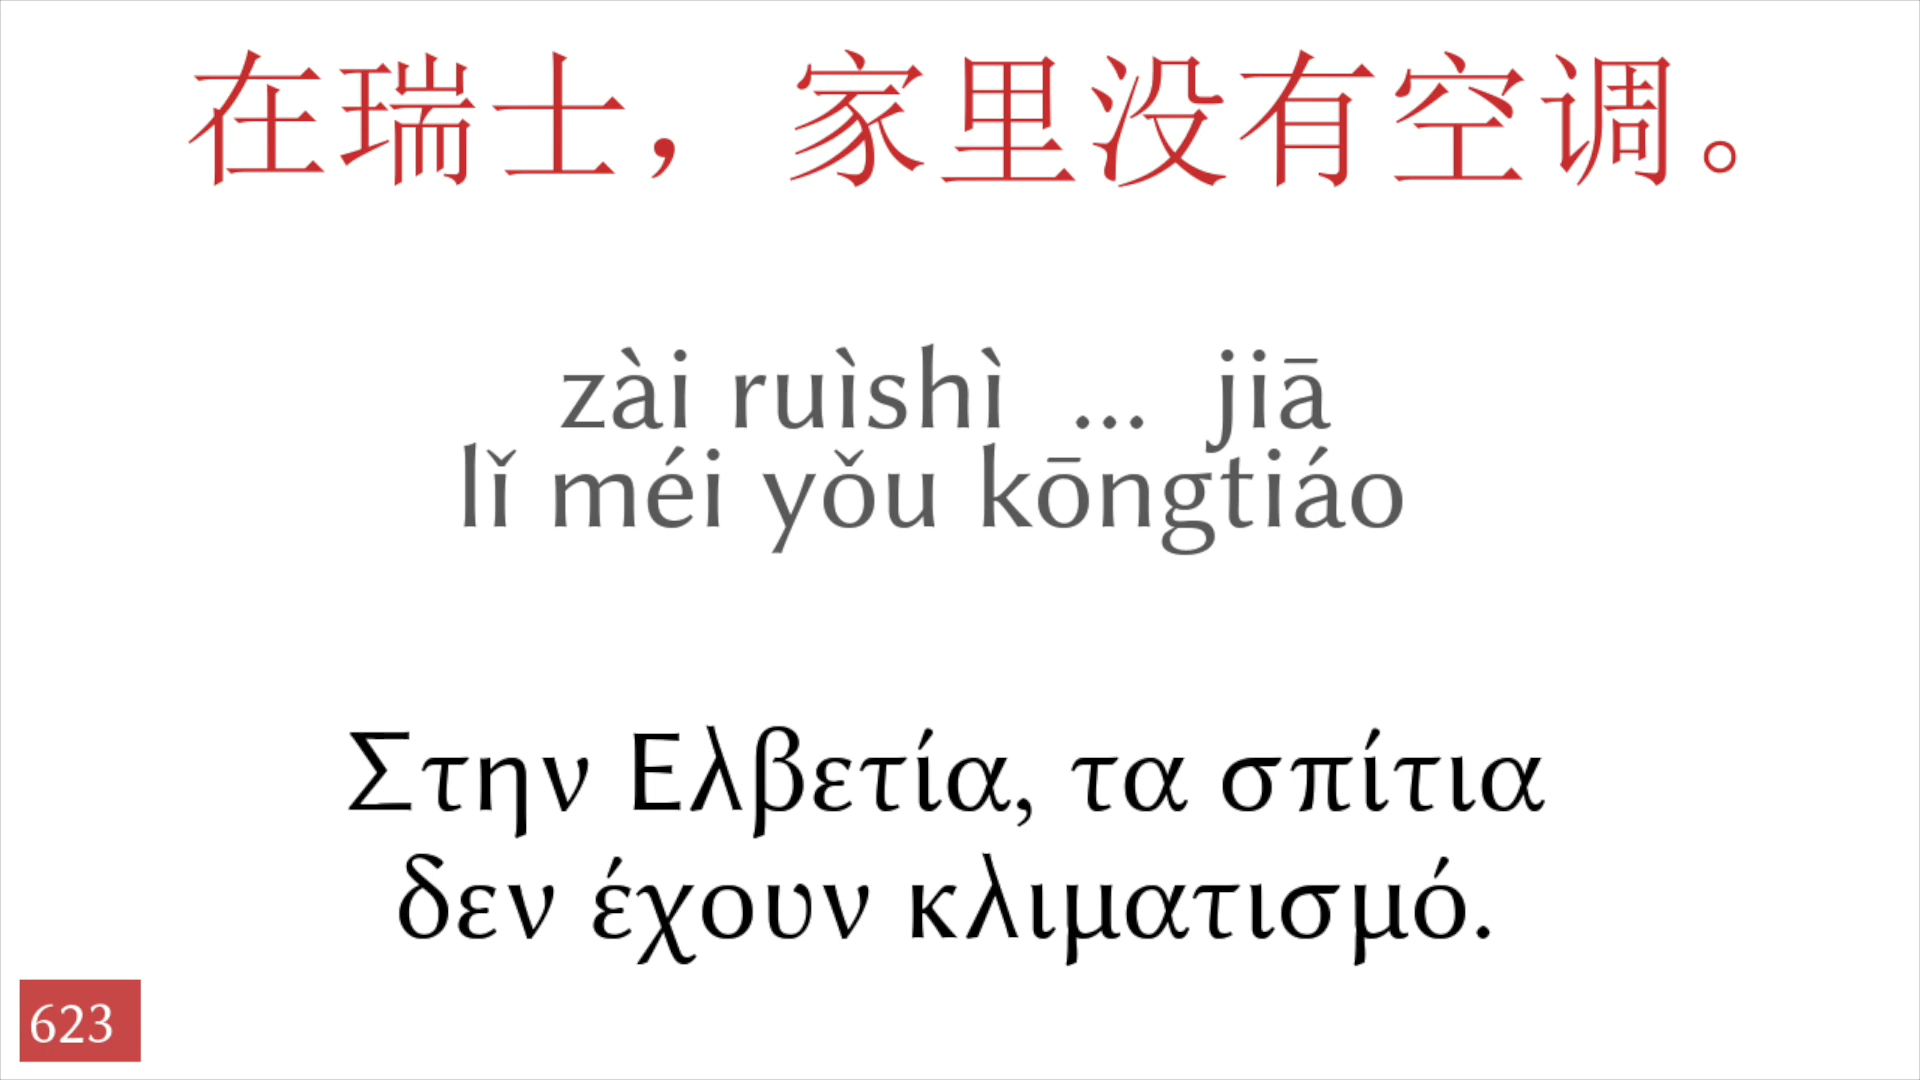 在瑞士，家里没有空调。
zài ruìshì ... jiā
lǐ méi yǒu kōngtiáo
Στην Ελβετία, τα σπίτια
δεν έχουν κλιματισμό.
623